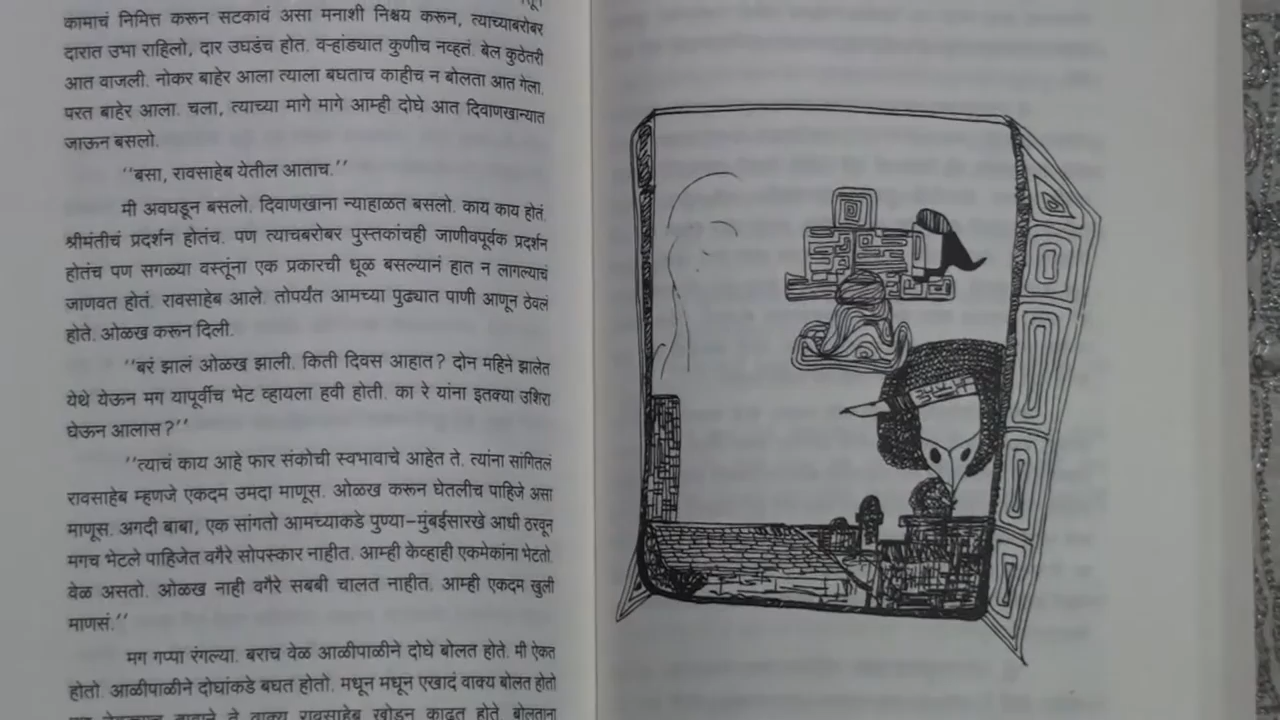 कामाचं निमित्त करून सटकावं असा मनाशी निश्चय करून, त्याच्याबरोबर
दारात उभा राहिलो, दार उघडंच होत. वऱ्हांड्यात कुणीच नव्हतं. बेल कुठेतरी
आत वाजली. नोकर बाहेर आला त्याला बघताच काहीच न बोलता आत गेला.
परत बाहेर आला. चला, त्याच्या मागे मागे आम्ही दोघे आत दिवाणखान्यात
जाऊन बसलो.
‘‘बसा, रावसाहेब येतील आताच.’’
मी अवघडून बसलो. दिवाणखाना न्याहाळत बसलो. काय काय होतं.
श्रीमंतीचं प्रदर्शन होतंच. पण त्याचबरोबर पुस्तकांचही जाणीवपूर्वक प्रदर्शन
होतंच पण सगळ्या वस्तूंना एक प्रकारची धूळ बसल्यानं हात न लागल्याचं
जाणवत होतं. रावसाहेब आले. तोपर्यंत आमच्या पुढ्यात पाणी आणून ठेवलं
होते. ओळख करून दिली.
‘‘बरं झालं ओळख झाली. किती दिवस आहात? दोन महिने झालेत
येथे येऊन मग यापूर्वीच भेट व्हायला हवी होती. का रे यांना इतक्या उशिरा
घेऊन आलास?’’
‘‘त्याचं काय आहे फार संकोची स्वभावाचे आहेत ते. त्यांना सांगितलं
रावसाहेब म्हणजे एकदम उमदा माणूस. ओळख करून घेतलीच पाहिजे असा
माणूस. अगदी बाबा, एक सांगतो आमच्याकडे पुण्या-मुंबईसारखे आधी ठरवून
मगच भेटले पाहिजेत वगैरे सोपस्कार नाहीत. आम्ही केव्हाही एकमेकांना भेटतो.
वेळ असतो. ओळख नाही वगैरे सबबी चालत नाहीत. आम्ही एकदम खुली
माणसं.’’
मग गप्पा रंगल्या. बराच वेळ आळीपाळीने दोघे बोलत होते. मी ऐकत
होतो. आळीपाळीने दोघांकडे बघत होतो. मधून मधून एखादं वाक्य बोलत होतो
ते वाक्य रावसाहेब खोडून काढत होते. बोलताना